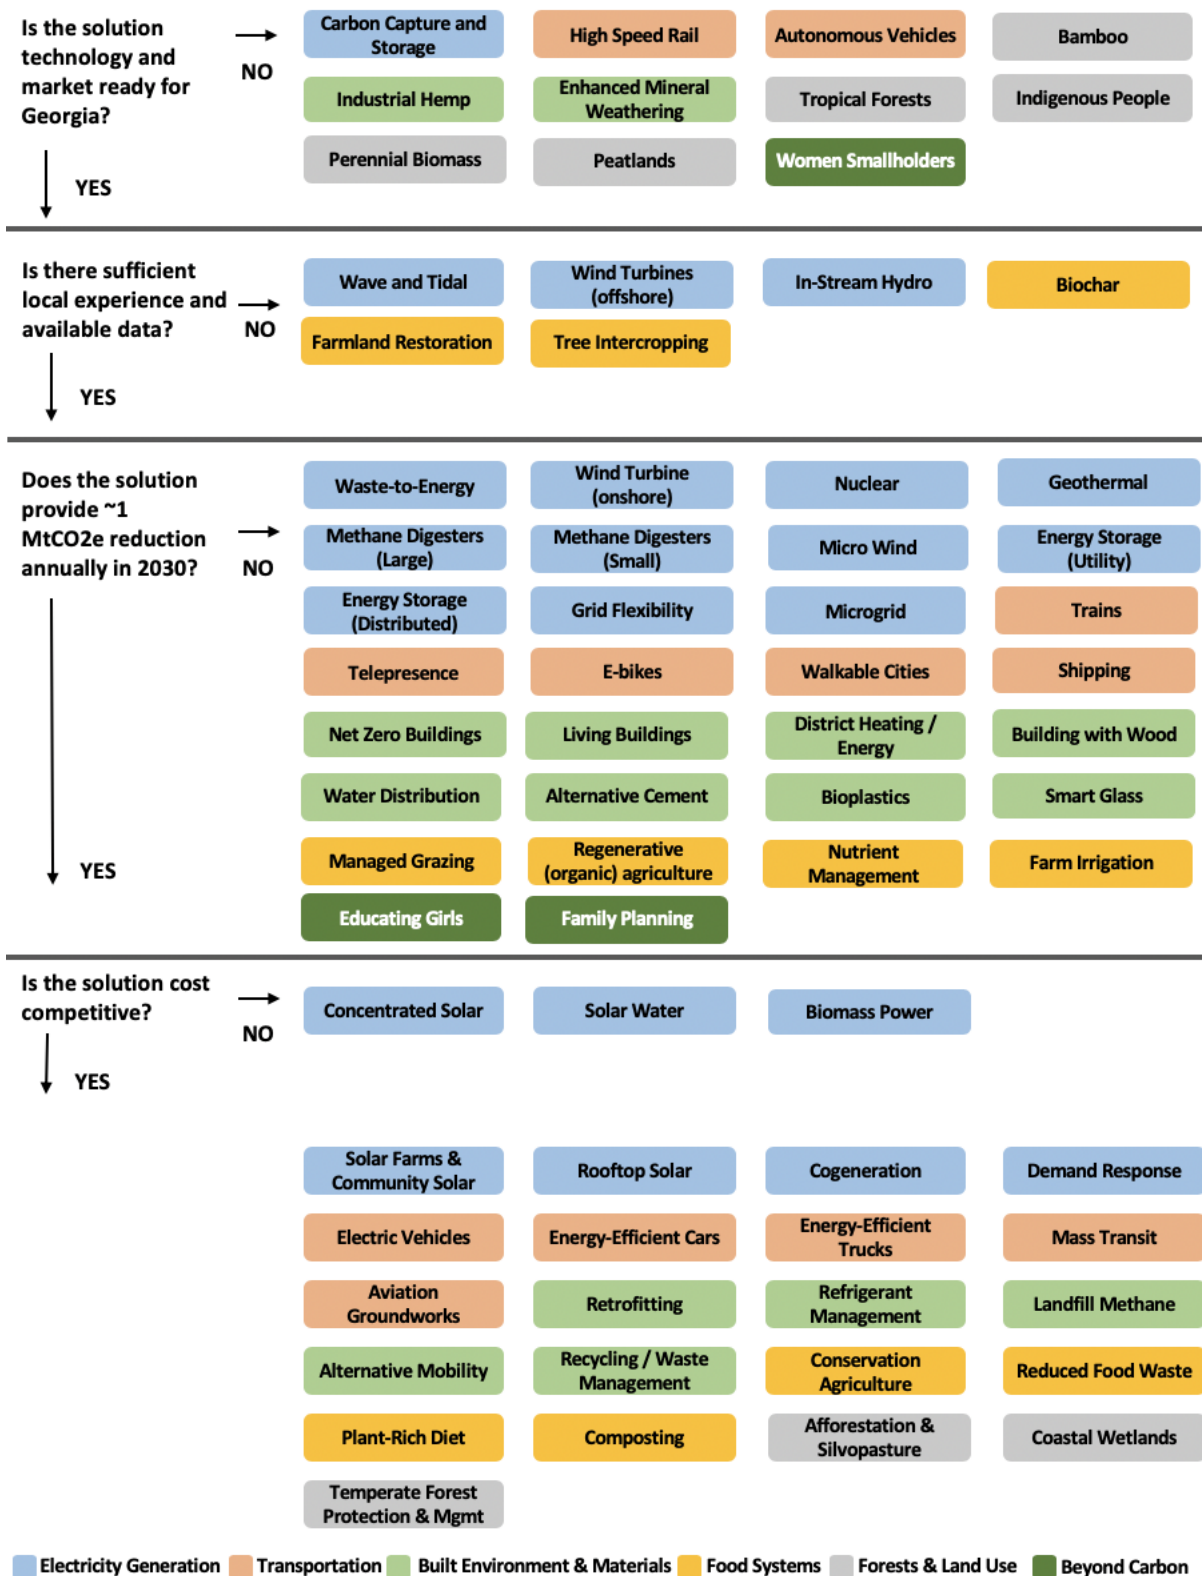 Is the solution
technology and
market ready for
Georgia?
NO
YES
Carbon Capture and
Storage
High Speed Rail
Autonomous Vehicles
Bamboo
Industrial Hemp
Enhanced Mineral
Weathering
Tropical Forests
Indigenous People
Perennial Biomass
Peatlands
Women Smallholders
Is there sufficient
local experience and
available data?
NO
YES
Wave and Tidal
Wind Turbines
(offshore)
In-Stream Hydro
Biochar
Farmland Restoration
Tree Intercropping
Does the solution
provide ~1
MtCO2e reduction
annually in 2030?
NO
YES
Waste-to-Energy
Wind Turbine
(onshore)
Nuclear
Geothermal
Methane Digesters
(Large)
Methane Digesters
(Small)
Micro Wind
Energy Storage
(Utility)
Energy Storage
(Distributed)
Grid Flexibility
Microgrid
Trains
Telepresence
E-bikes
Walkable Cities
Shipping
Net Zero Buildings
Living Buildings
District Heating /
Energy
Building with Wood
Water Distribution
Alternative Cement
Bioplastics
Smart Glass
Managed Grazing
Regenerative
(organic) agriculture
Nutrient
Management
Farm Irrigation
Educating Girls
Family Planning
Is the solution cost
competitive?
NO
YES
Concentrated Solar
Solar Water
Biomass Power
Solar Farms &
Community Solar
Rooftop Solar
Cogeneration
Demand Response
Electric Vehicles
Energy-Efficient Cars
Energy-Efficient
Trucks
Mass Transit
Aviation
Groundworks
Retrofitting
Refrigerant
Management
Landfill Methane
Alternative Mobility
Recycling / Waste
Management
Conservation
Agriculture
Reduced Food Waste
Plant-Rich Diet
Composting
Afforestation &
Silvopasture
Coastal Wetlands
Temperate Forest
Protection & Mgmt
Electricity Generation
Transportation
Built Environment & Materials
Food Systems
Forests & Land Use
Beyond Carbon